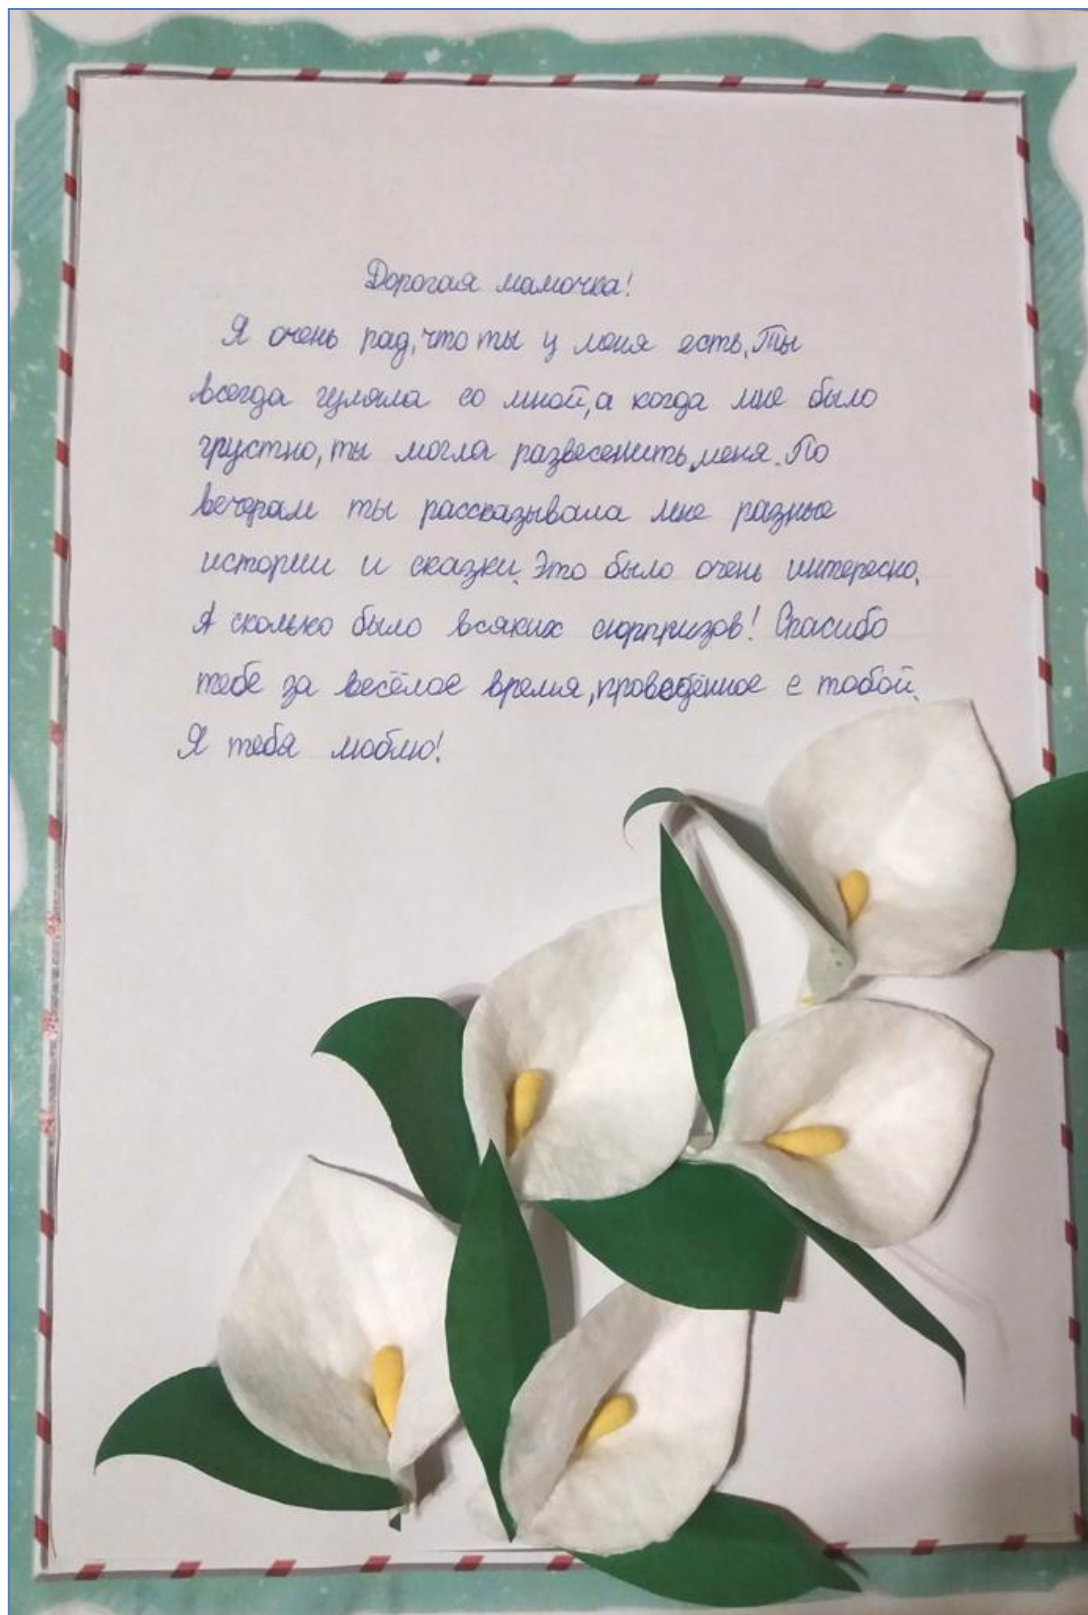 Дорогая мамочка!
Я очень рад, что ты у меня есть. Ты
всегда гуляла со мной, а когда мне было
грустно, ты могла развеселить меня. По
вечерам ты рассказывала мне разные
истории и сказки. Это было очень интересно.
А сколько было всяких сюрпризов! Спасибо
тебе за весёлое время, проведённое с тобой.
Я тебя люблю!